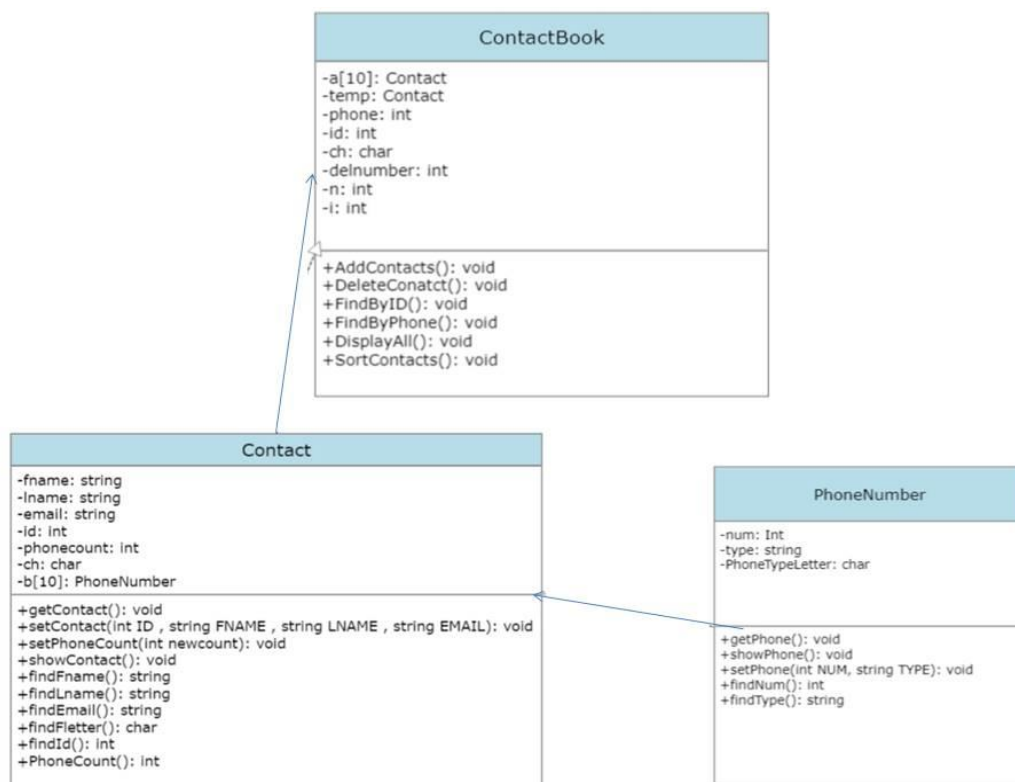 ContactBook
-a[10]: Contact
-temp: Contact
-phone: int
-id: int
-ch: char
-delnumber: int
-n: int
-i: int
+AddContacts(): void
+DeleteConatct(): void
+FindByID(): void
+FindByPhone(): void
+DisplayAll(): void
+SortContacts(): void
Contact
-fname: string
-lname: string
-email: string
-id: int
-phonecount: int
-ch: char
-b[10]: PhoneNumber
+getContact(): void
+setContact(int ID , string FNAME , string LNAME , string EMAIL): void
+setPhoneCount(int newcount): void
+showContact(): void
+findFname(): string
+findLname(): string
+findEmail(): string
+findFletter(): char
+findId(): int
+PhoneCount(): int
PhoneNumber
-num: Int
-type: string
-PhoneTypeLetter: char
+getPhone(): void
+showPhone(): void
+setPhone(int NUM, string TYPE): void
+findNum(): int
+findType(): string